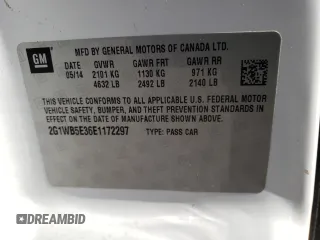 GM
MFD BY GENERAL MOTORS OF CANADA LTD.
DATE GVWR GAWR FRT GAWR RR
05/14 2101 KG 1130 KG 971 KG
4632 LB 2492 LB 2140 LB
THIS VEHICLE CONFORMS TO ALL APPLICABLE U.S. FEDERAL MOTOR
VEHICLE SAFETY, BUMPER, AND THEFT PREVENTION STANDARDS IN
EFFECT ON THE DATE OF MANUFACTURE SHOWN ABOVE.
2G1WB5E36E1172297 TYPE: PASS CAR
DREAMBID
dreambid.com